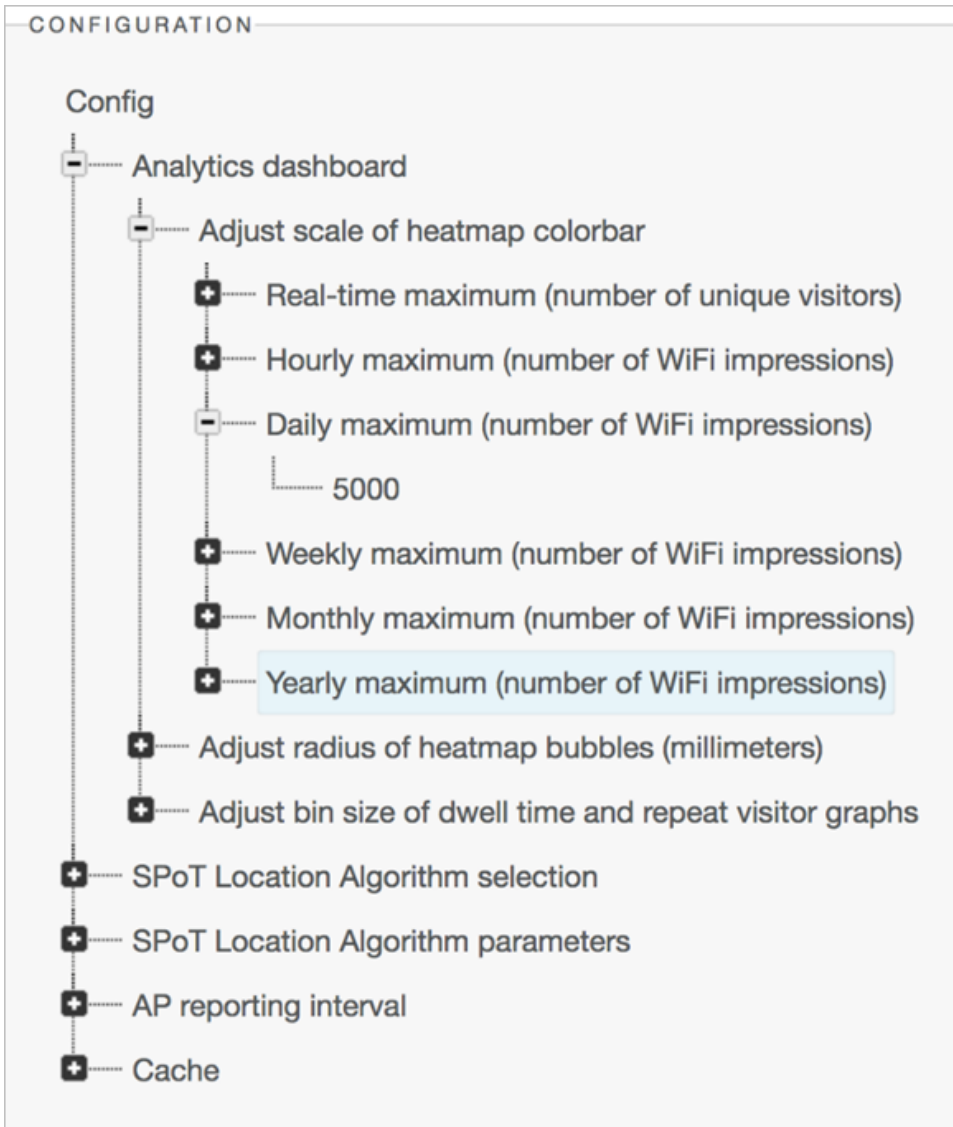 CONFIGURATION
Config
Analytics dashboard
Adjust scale of heatmap colorbar
Real-time maximum (number of unique visitors)
Hourly maximum (number of WiFi impressions)
Daily maximum (number of WiFi impressions)
5000
Weekly maximum (number of WiFi impressions)
Monthly maximum (number of WiFi impressions)
Yearly maximum (number of WiFi impressions)
Adjust radius of heatmap bubbles (millimeters)
Adjust bin size of dwell time and repeat visitor graphs
SPoT Location Algorithm selection
SPoT Location Algorithm parameters
AP reporting interval
Cache